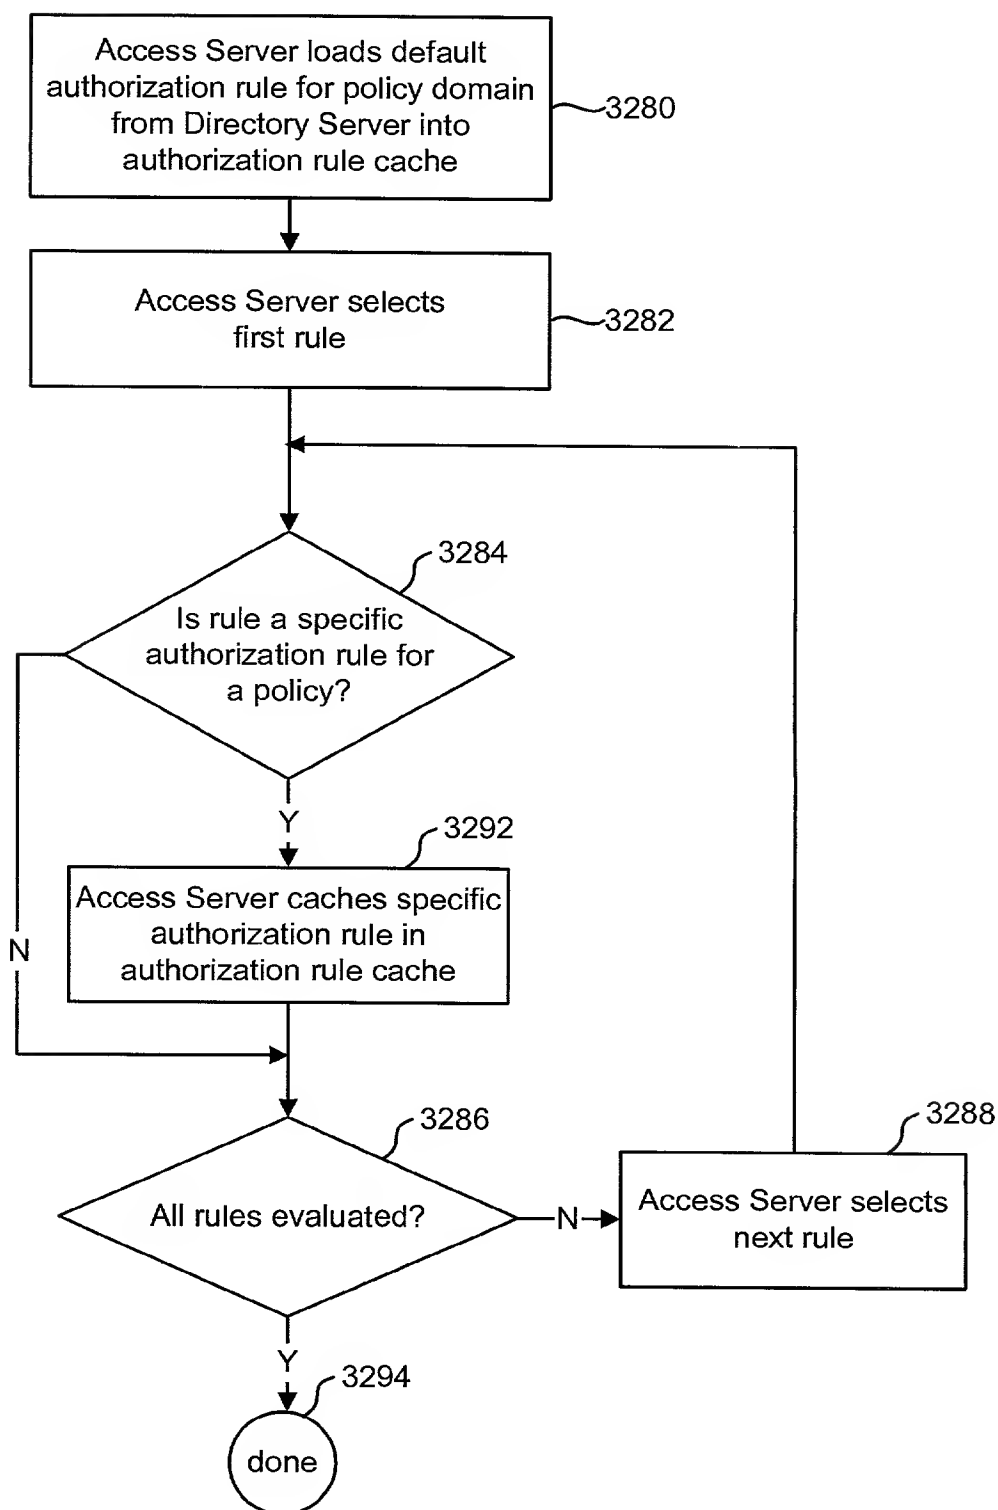 Access Server loads default
authorization rule for policy domain
from Directory Server into
authorization rule cache
3280
Access Server selects
first rule
3282
3284
Is rule a specific
authorization rule for
a policy?
Y
3292
Access Server caches specific
authorization rule in
authorization rule cache
N
3286
All rules evaluated?
N
3288
Access Server selects
next rule
Y
3294
done